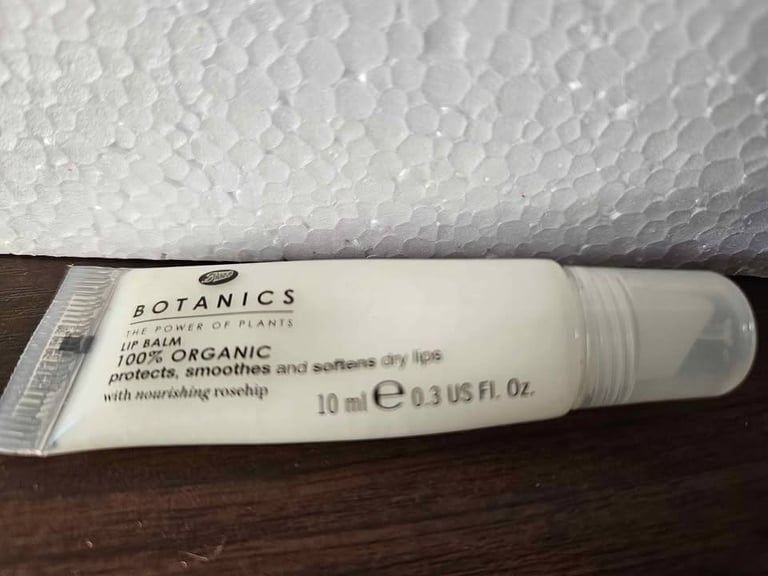 Boots
BOTANICS
THE POWER OF PLANTS
LIP BALM
100% ORGANIC
protects, smoothes and softens dry lips
with nourishing rosehip
10 ml ℮ 0.3 US Fl. Oz.